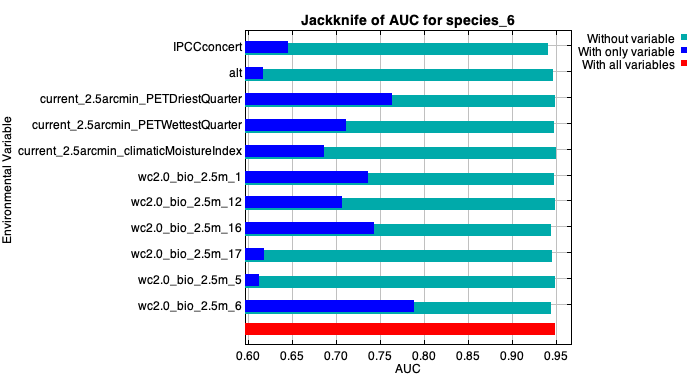 Jackknife of AUC for species_6
Without variable
With only variable
With all variables
Environmental Variable
IPCCconcert
alt
current_2.5arcmin_PETDriestQuarter
current_2.5arcmin_PETWettestQuarter
current_2.5arcmin_climaticMoistureIndex
wc2.0_bio_2.5m_1
wc2.0_bio_2.5m_12
wc2.0_bio_2.5m_16
wc2.0_bio_2.5m_17
wc2.0_bio_2.5m_5
wc2.0_bio_2.5m_6
0.60 0.65 0.70 0.75 0.80 0.85 0.90 0.95
AUC